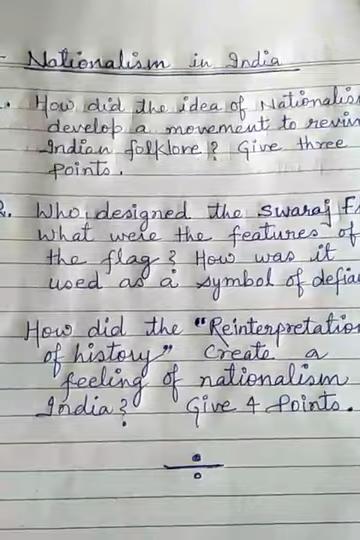 Nationalism in India
How did the idea of Nationalis
develop a movement to reviv
Indian folklore? Give three
points.
2. Who designed the Swaraj F
What were the features of
the flag? How was it
used as a symbol of defia
How did the "Reinterpretation
of history" Create a
feeling of nationalism
India? Give 4 Points.